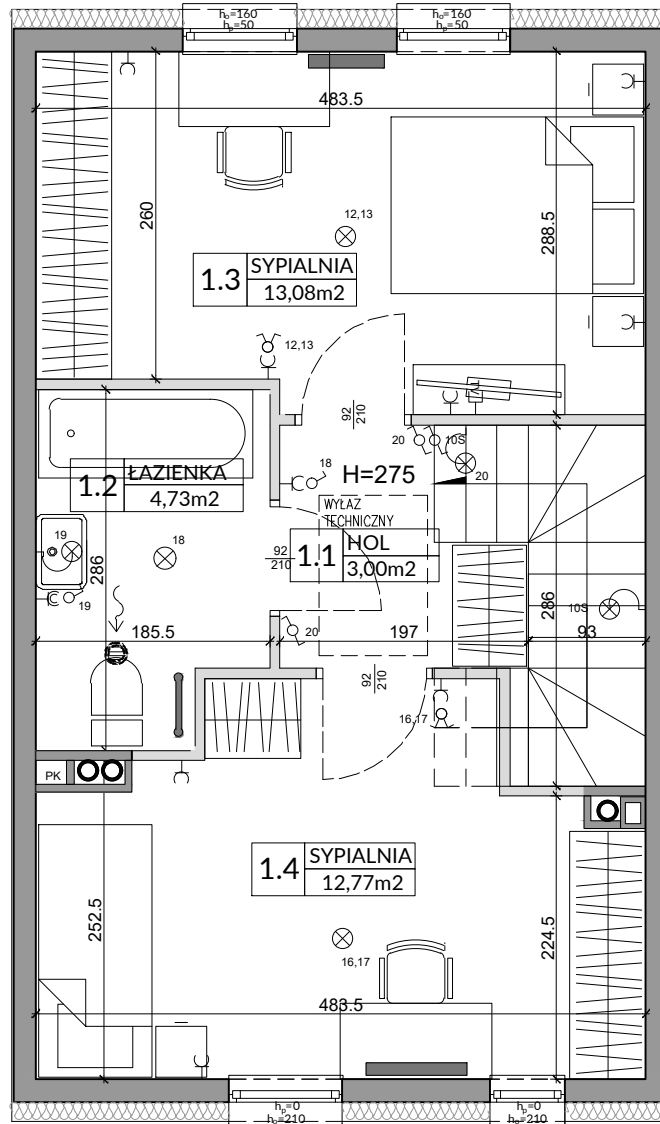 hₒ=160
hₚ=50
hₒ=160
hₚ=50
483.5
260
288.5
12,13
1.3 SYPIALNIA
13,08m2
12,13
92
210
20
10S
18
H=275
20
1.2 ŁAZIENKA
4,73m2
WYŁAZ
TECHNICZNY
19
18
92
210
1.1 HOL
3,00m2
286
286
19
10S
185.5
20
197
93
92
210
16,17
PK
1.4 SYPIALNIA
12,77m2
252.5
224.5
16,17
483.5
hₚ=0
hₒ=210
hₚ=0
hₒ=210